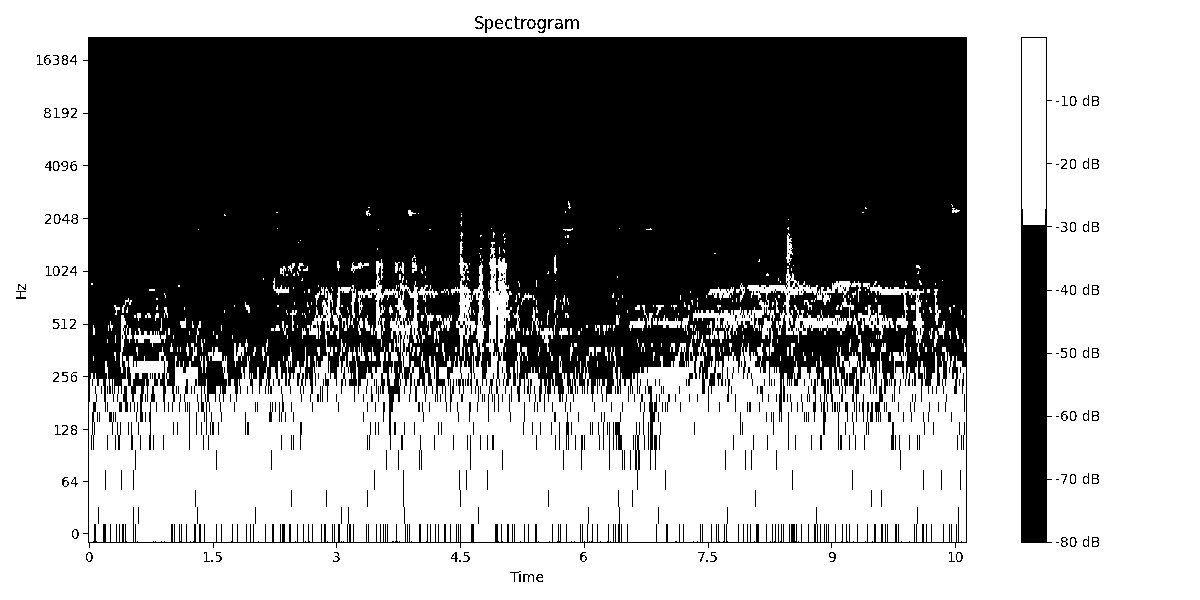 Spectrogram
16384
8192
4096
2048
1024
512
256
128
64
0
Hz
0 1.5 3 4.5 6 7.5 9 10
Time
-10 dB
-20 dB
-30 dB
-40 dB
-50 dB
-60 dB
-70 dB
-80 dB